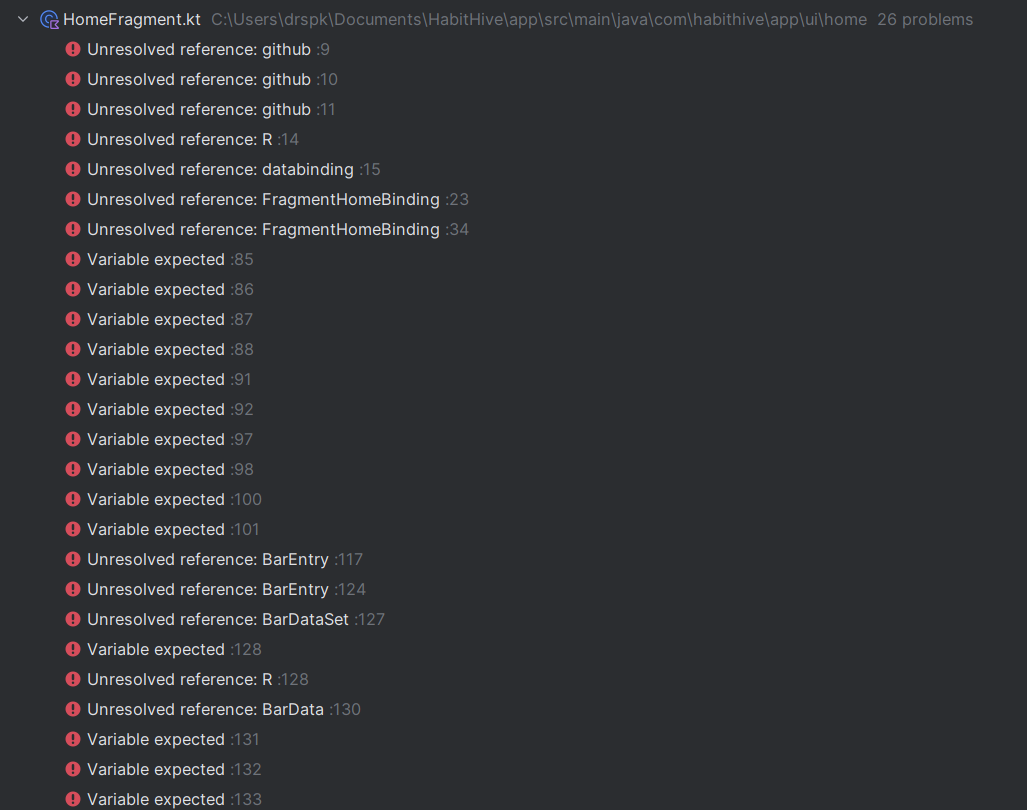 HomeFragment.kt C:\Users\drspk\Documents\HabitHive\app\src\main\java\com\habithive\app\ui\home 26 problems
Unresolved reference: github :9
Unresolved reference: github :10
Unresolved reference: github :11
Unresolved reference: R :14
Unresolved reference: databinding :15
Unresolved reference: FragmentHomeBinding :23
Unresolved reference: FragmentHomeBinding :34
Variable expected :85
Variable expected :86
Variable expected :87
Variable expected :88
Variable expected :91
Variable expected :92
Variable expected :97
Variable expected :98
Variable expected :100
Variable expected :101
Unresolved reference: BarEntry :117
Unresolved reference: BarEntry :124
Unresolved reference: BarDataSet :127
Variable expected :128
Unresolved reference: R :128
Unresolved reference: BarData :130
Variable expected :131
Variable expected :132
Variable expected :133